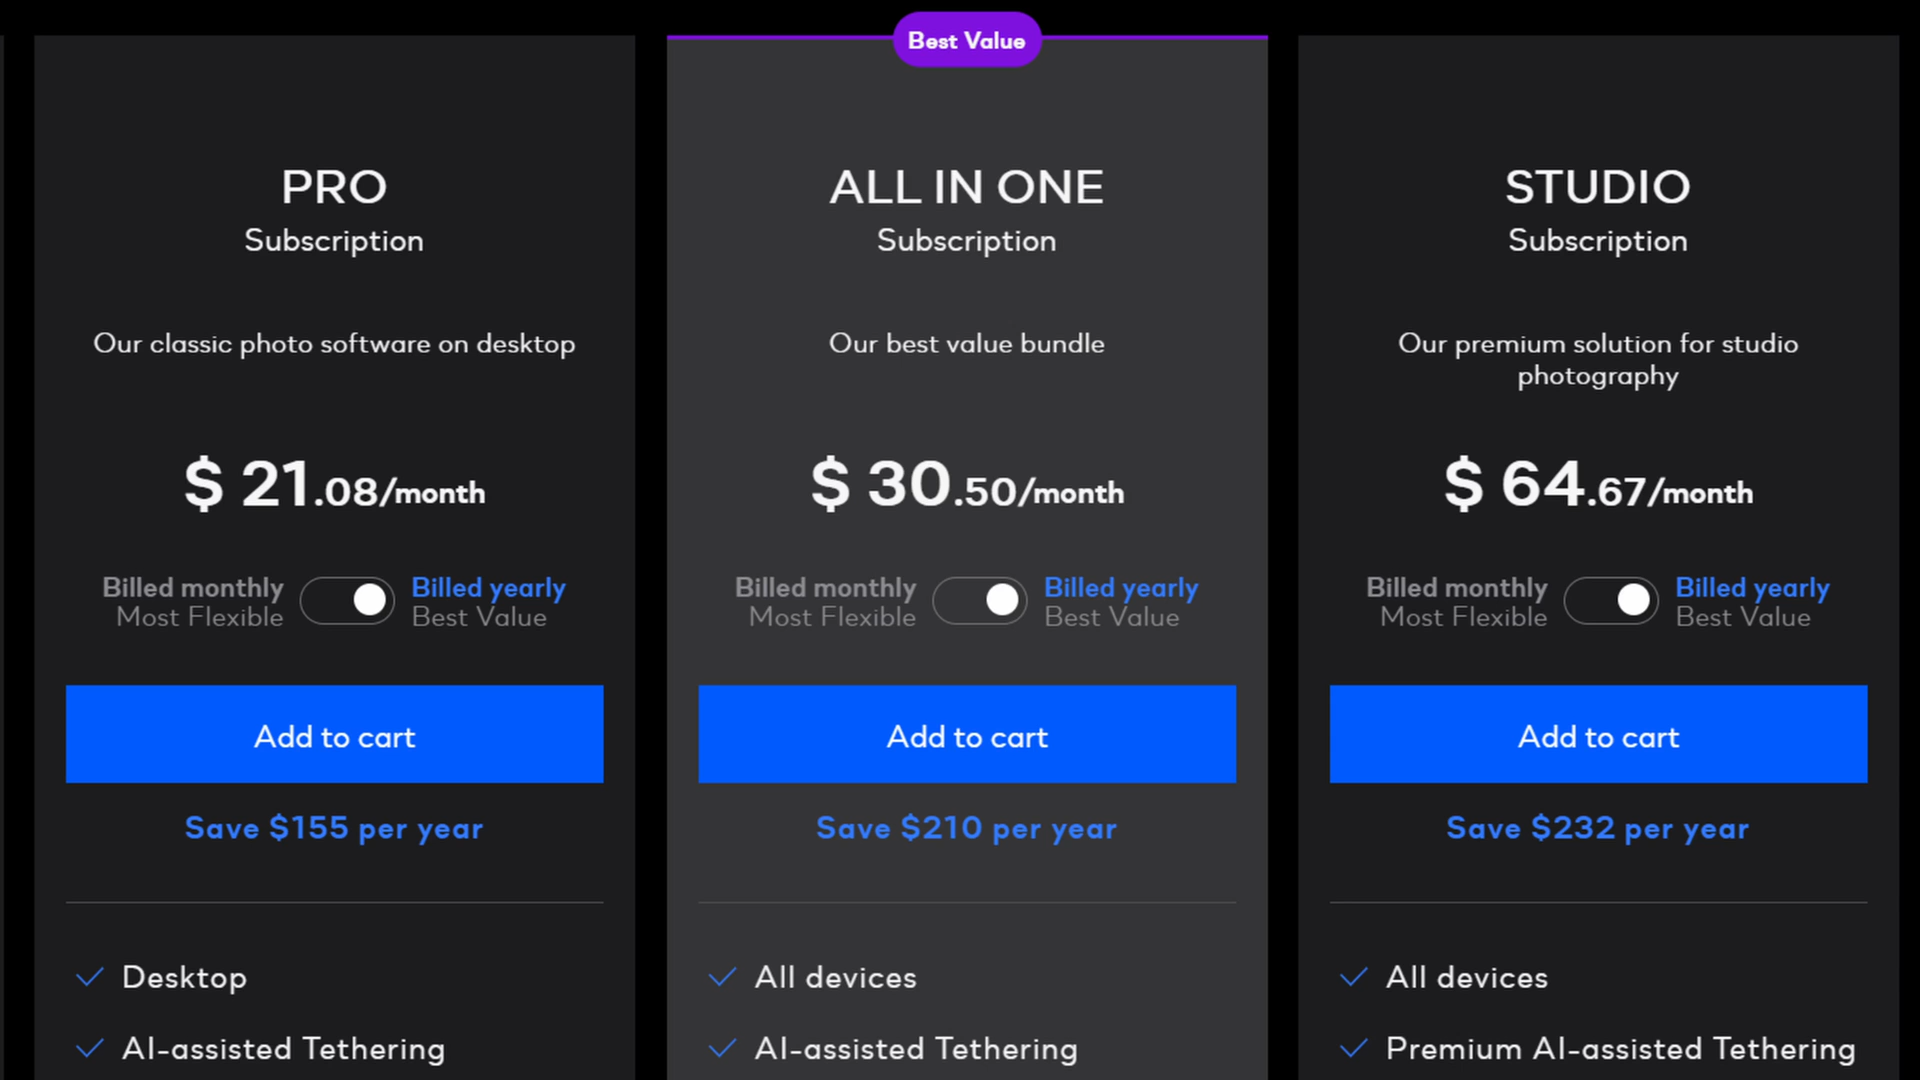 Best Value
PRO
Subscription
Our classic photo software on desktop
$ 21.08/month
Billed monthly
Most Flexible
Billed yearly
Best Value
Add to cart
Save $155 per year
Desktop
AI-assisted Tethering
ALL IN ONE
Subscription
Our best value bundle
$ 30.50/month
Billed monthly
Most Flexible
Billed yearly
Best Value
Add to cart
Save $210 per year
All devices
AI-assisted Tethering
STUDIO
Subscription
Our premium solution for studio
photography
$ 64.67/month
Billed monthly
Most Flexible
Billed yearly
Best Value
Add to cart
Save $232 per year
All devices
Premium AI-assisted Tethering